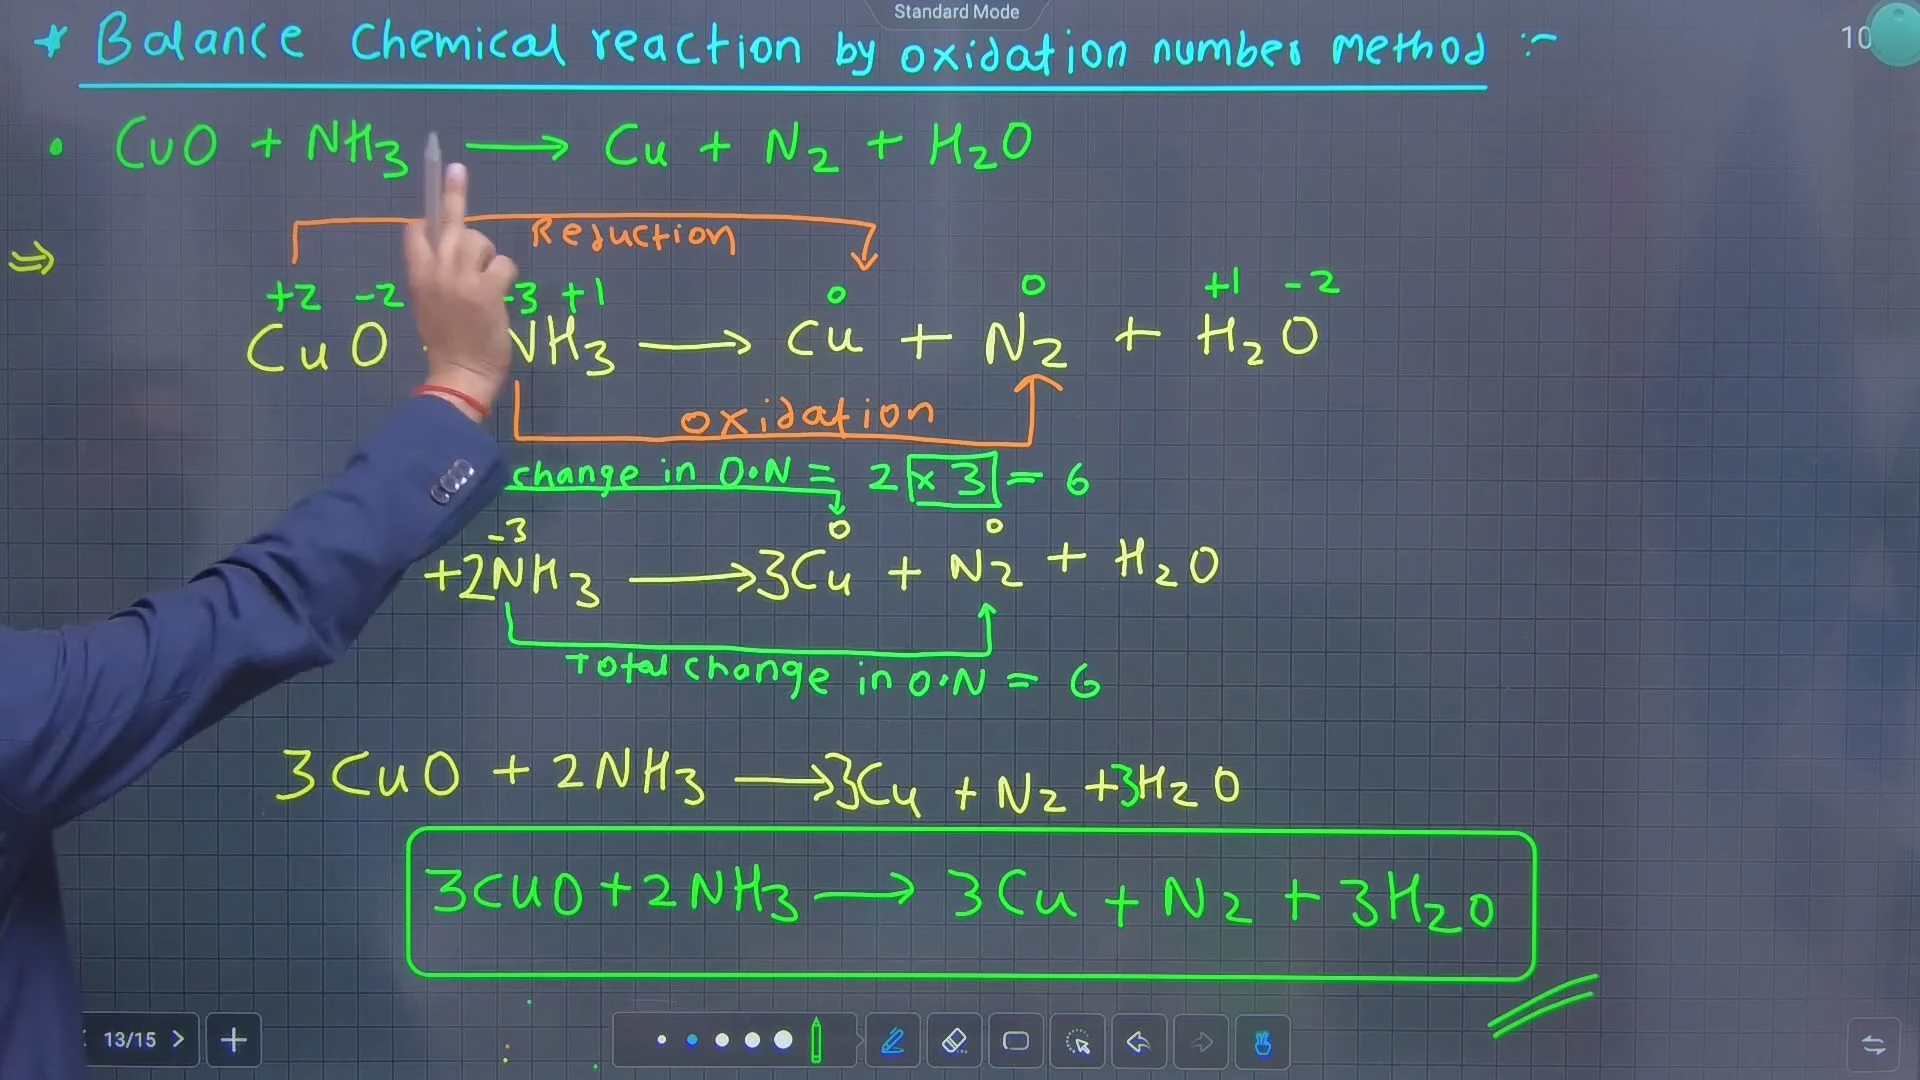 Standard Mode
* Balance Chemical reaction by oxidation number method :-
10
• CuO + NH3 ⟶ Cu + N2 + H2O
Reduction
⇒
+2 -2 -3 +1 0 0 +1 -2
CuO NH3 ⟶ Cu + N2 + H2O
oxidation
change in O.N = 2 × 3 = 6
-3 0 0
+2NH3 ⟶ 3Cu + N2 + H2O
Total change in O.N = 6
3CuO + 2NH3 ⟶ 3Cu + N2 + 3H2O
3CuO + 2NH3 ⟶ 3Cu + N2 + 3H2O
13/15